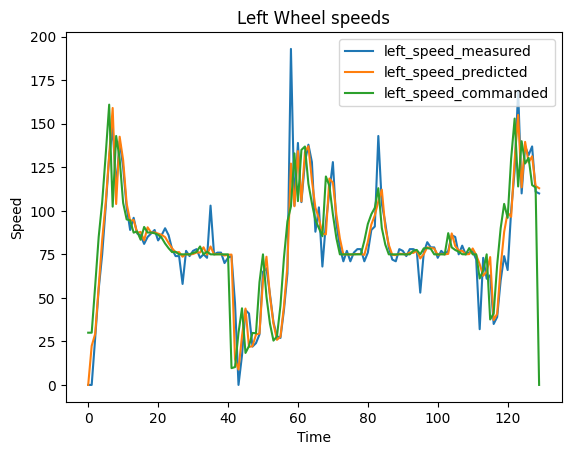 Left Wheel speeds
left_speed_measured
left_speed_predicted
left_speed_commanded
Speed
200
175
150
125
100
75
50
25
0
0 20 40 60 80 100 120
Time